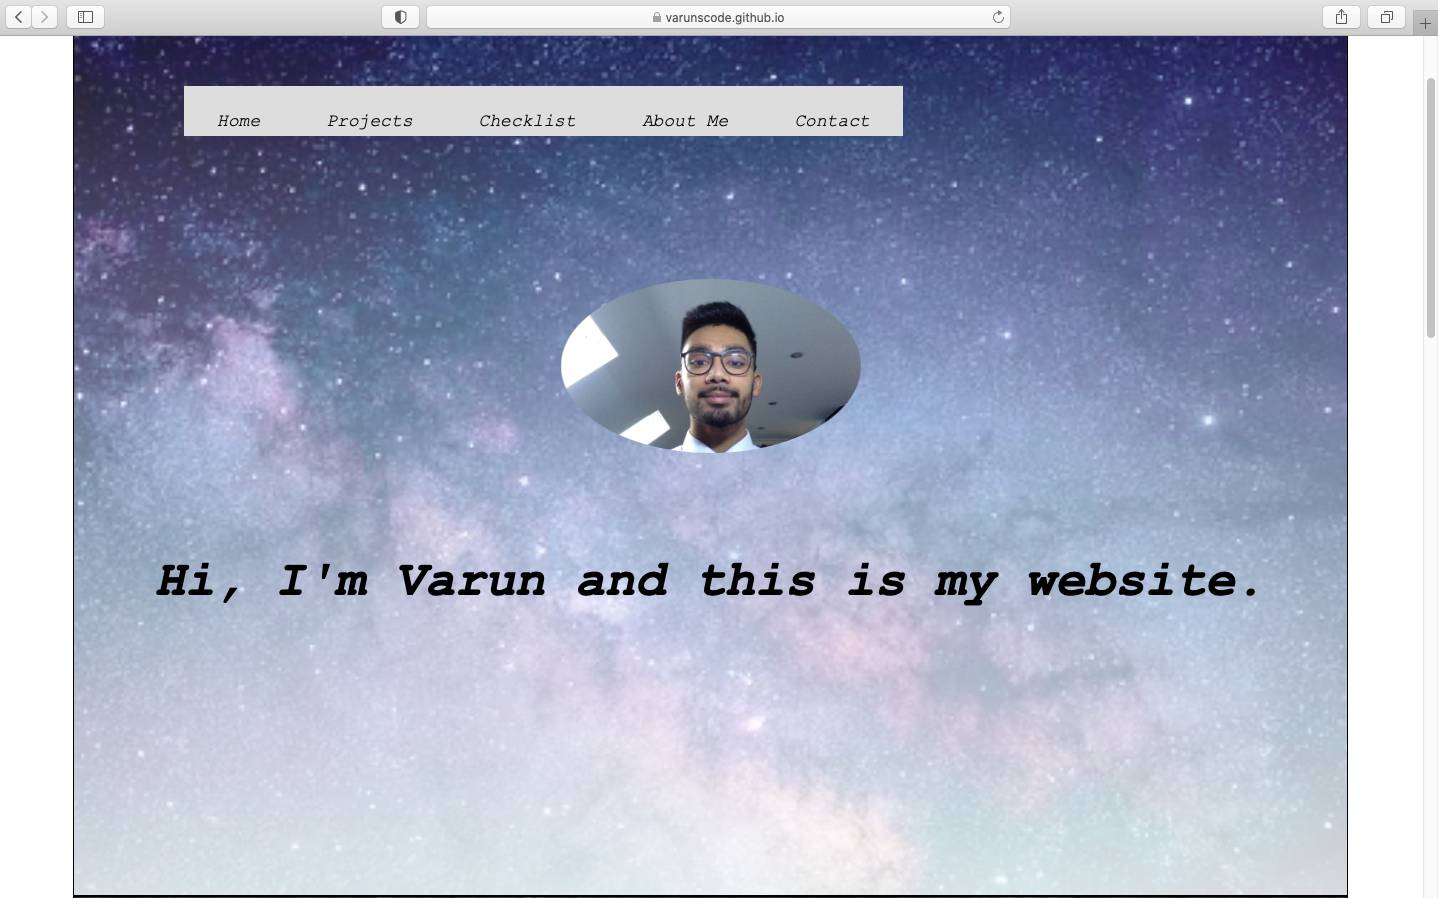 varunscode.github.io
Home Projects Checklist About Me Contact
Hi, I'm Varun and this is my website.